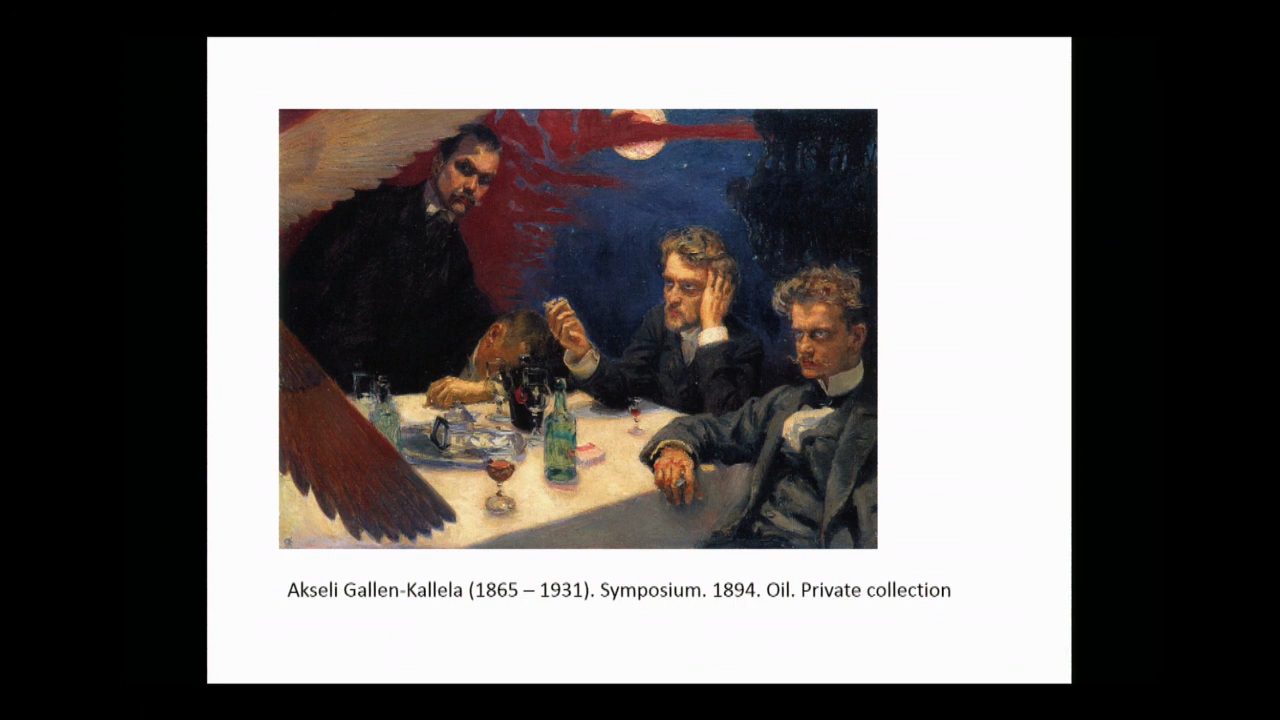 Akseli Gallen-Kallela (1865 – 1931). Symposium. 1894. Oil. Private collection